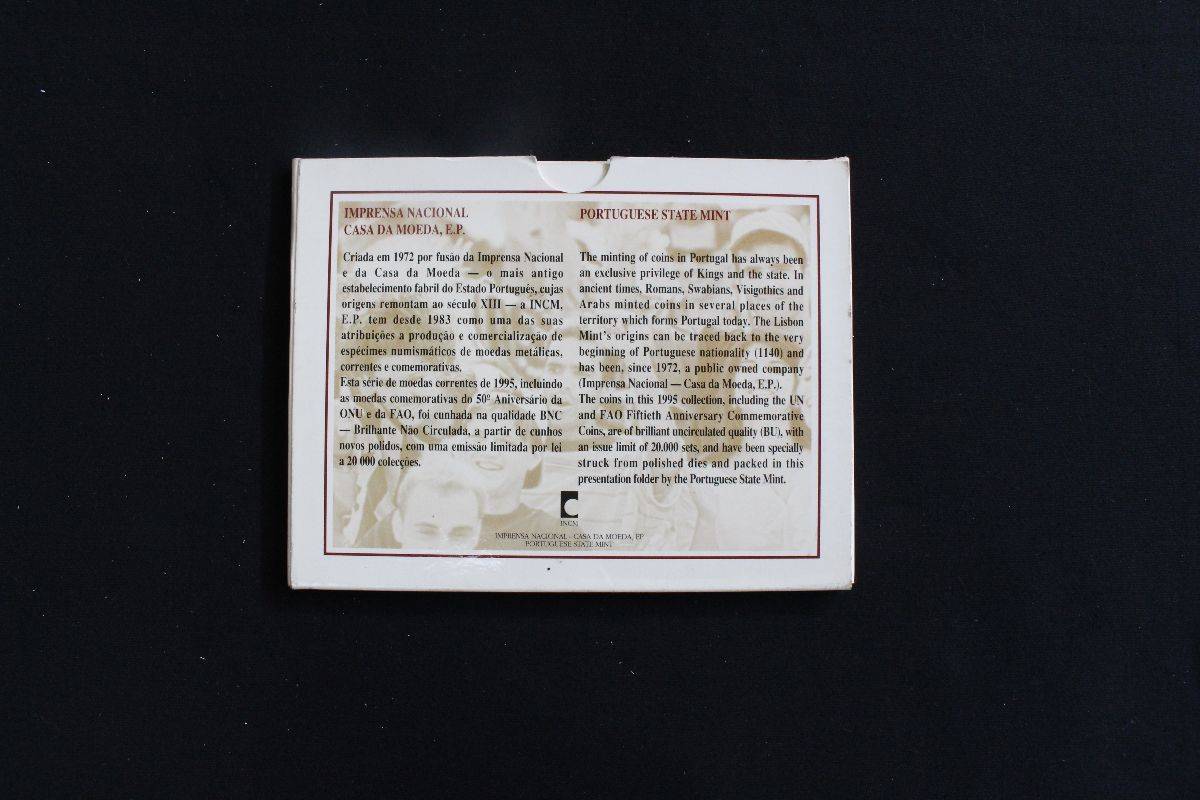 IMPRENSA NACIONAL
CASA DA MOEDA, E.P.
Criada em 1972 por fusão da Imprensa Nacional
e da Casa da Moeda — o mais antigo
estabelecimento fabril do Estado Português, cujas
origens remontam ao século XIII — a INCM,
E.P. tem desde 1983 como uma das suas
atribuições a produção e comercialização de
espécimes numismáticos de moedas metálicas,
correntes e comemorativas.
Esta série de moedas correntes de 1995, incluindo
as moedas comemorativas do 50º Aniversário da
ONU e da FAO, foi cunhada na qualidade BNC
— Brilhante Não Circulada, a partir de cunhos
novos polidos, com uma emissão limitada por lei
a 20 000 colecções.
PORTUGUESE STATE MINT
The minting of coins in Portugal has always been
an exclusive privilege of Kings and the state. In
ancient times, Romans, Swabians, Visigothics and
Arabs minted coins in several places of the
territory which forms Portugal today. The Lisbon
Mint's origins can be traced back to the very
beginning of Portuguese nationality (1140) and
has been, since 1972, a public owned company
(Imprensa Nacional — Casa da Moeda, E.P.).
The coins in this 1995 collection, including the UN
and FAO Fiftieth Anniversary Commemorative
Coins, are of brilliant uncirculated quality (BU), with
an issue limit of 20.000 sets, and have been specially
struck from polished dies and packed in this
presentation folder by the Portuguese State Mint.
INCM
IMPRENSA NACIONAL - CASA DA MOEDA, EP
PORTUGUESE STATE MINT